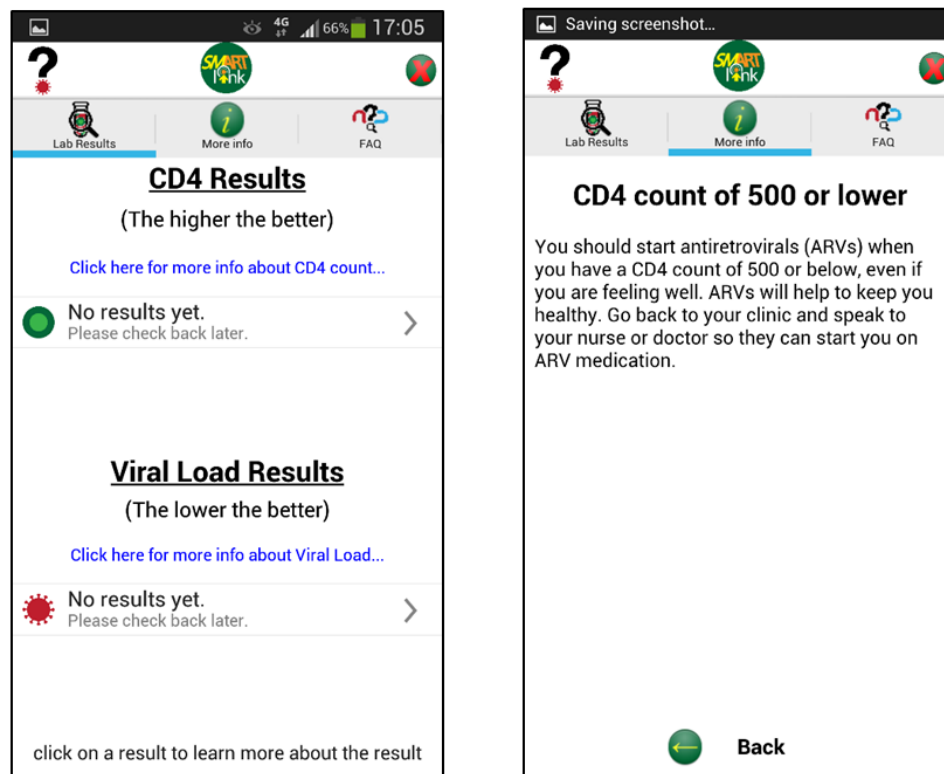 4G 66% 17:05
SMART
link
Lab Results
More info
FAQ
CD4 Results
(The higher the better)
Click here for more info about CD4 count...
No results yet.
Please check back later.
Viral Load Results
(The lower the better)
Click here for more info about Viral Load...
No results yet.
Please check back later.
click on a result to learn more about the result
Saving screenshot...
SMART
link
Lab Results
More info
FAQ
CD4 count of 500 or lower
You should start antiretrovirals (ARVs) when
you have a CD4 count of 500 or below, even if
you are feeling well. ARVs will help to keep you
healthy. Go back to your clinic and speak to
your nurse or doctor so they can start you on
ARV medication.
Back